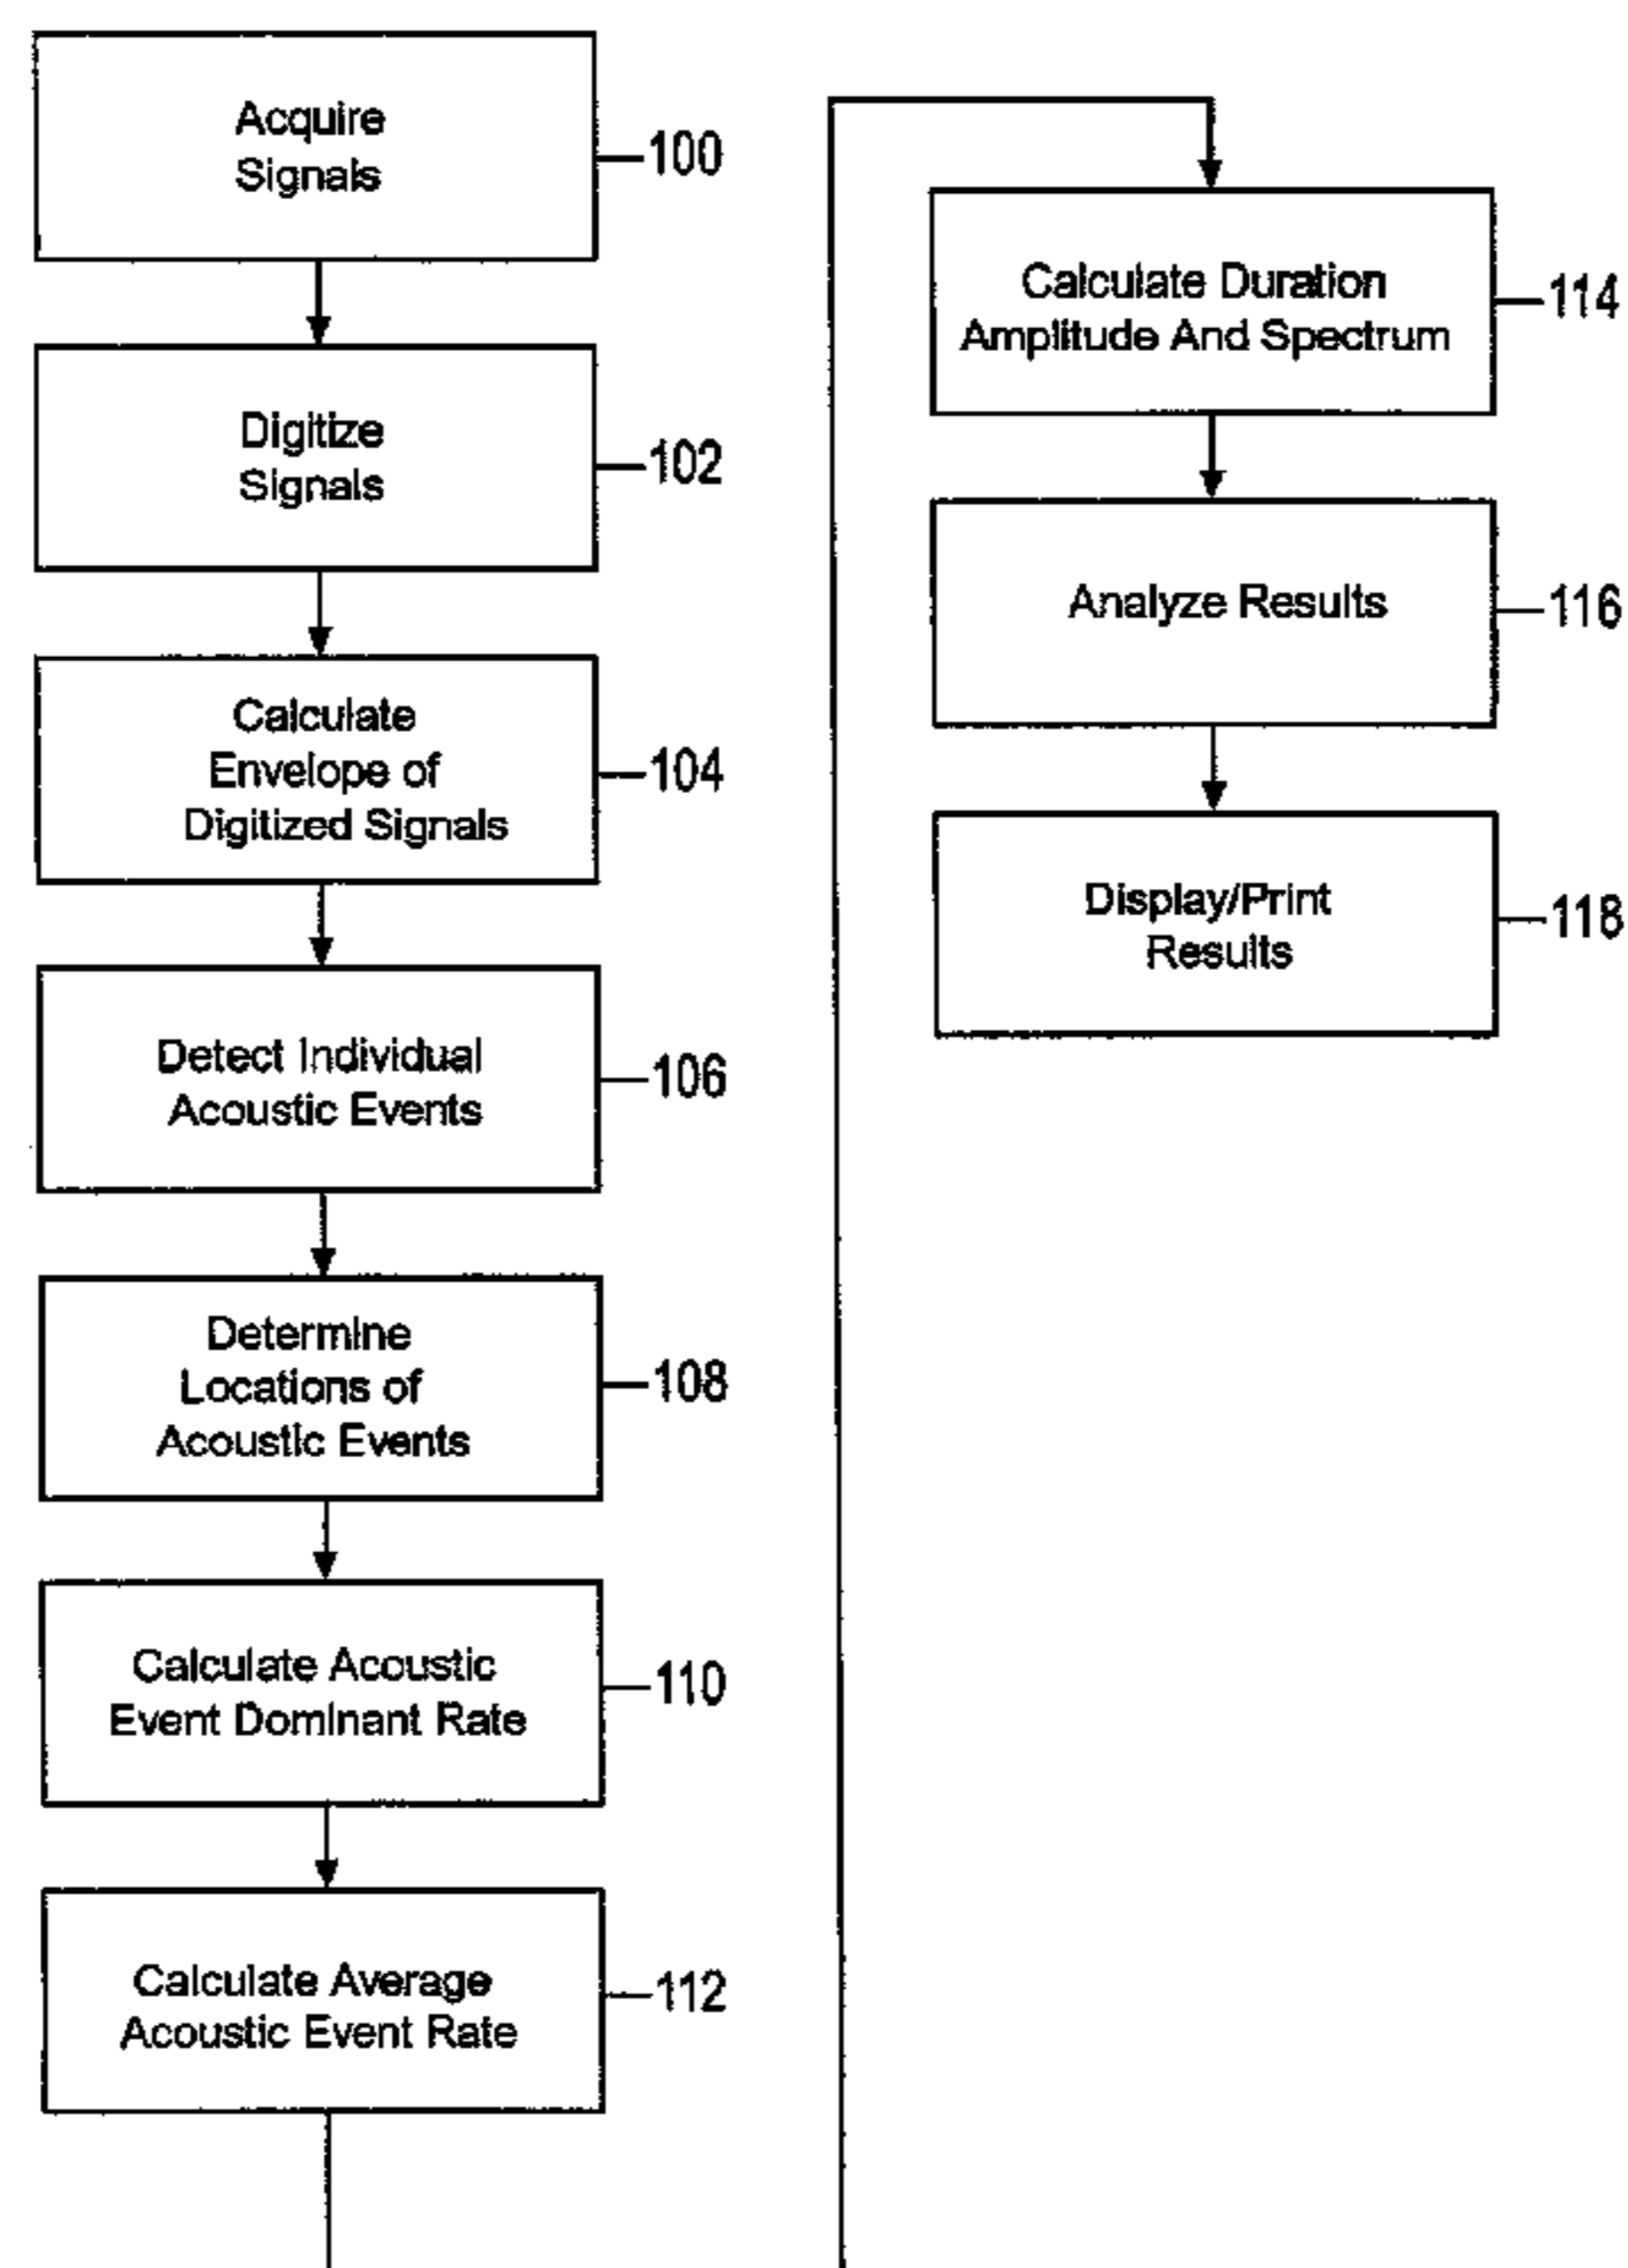 Acquire
Signals
100
Digitize
Signals
102
Calculate
Envelope of
Digitized Signals
104
Detect Individual
Acoustic Events
106
Determine
Locations of
Acoustic Events
108
Calculate Acoustic
Event Dominant Rate
110
Calculate Average
Acoustic Event Rate
112
Calculate Duration
Amplitude And Spectrum
114
Analyze Results
116
Display/Print
Results
118